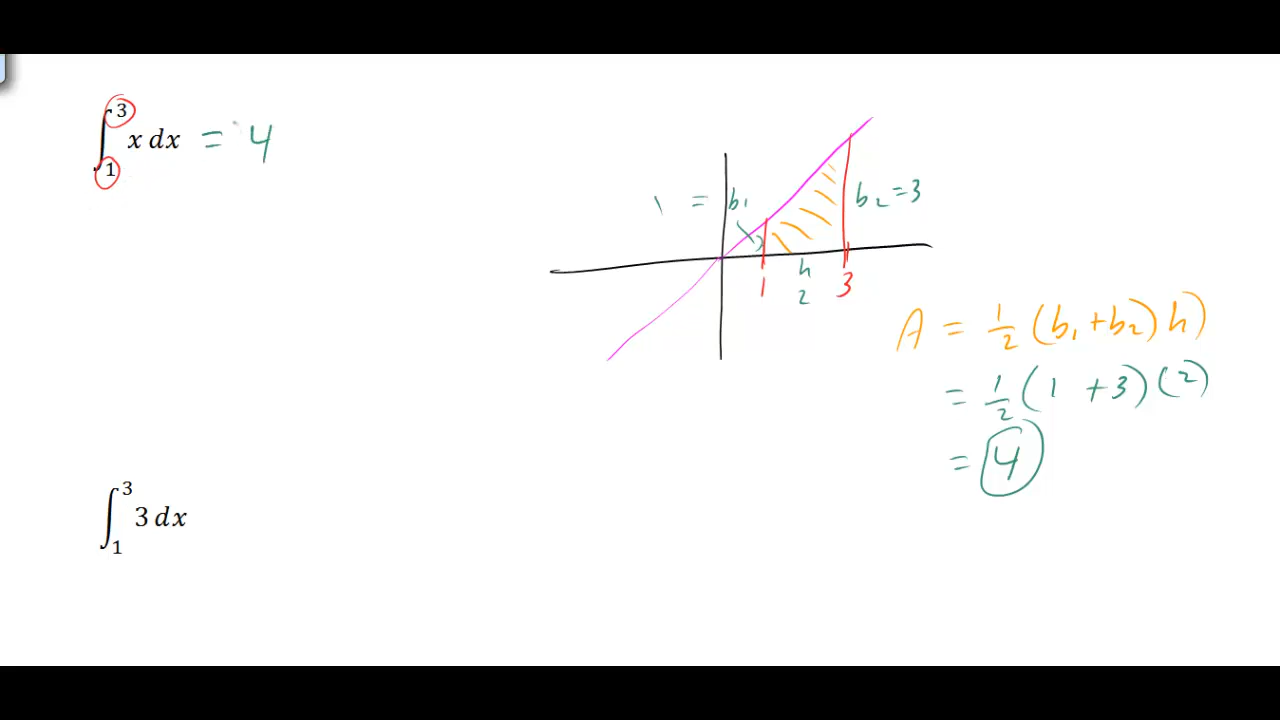 ∫₁³ x dx = 4
1 = b₁
b₂ = 3
h
1 2 3
A = ½ (b₁ + b₂) h)
= ½ (1 + 3) (2)
= 4
∫₁³ 3 dx